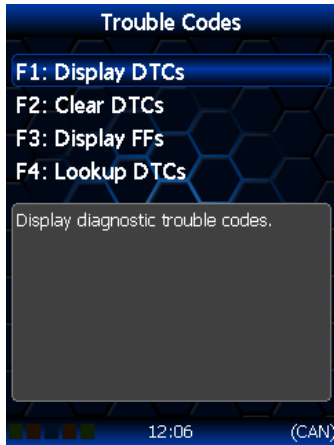 Trouble Codes
F1: Display DTCs
F2: Clear DTCs
F3: Display FFs
F4: Lookup DTCs
Display diagnostic trouble codes.
12:06 (CAN)